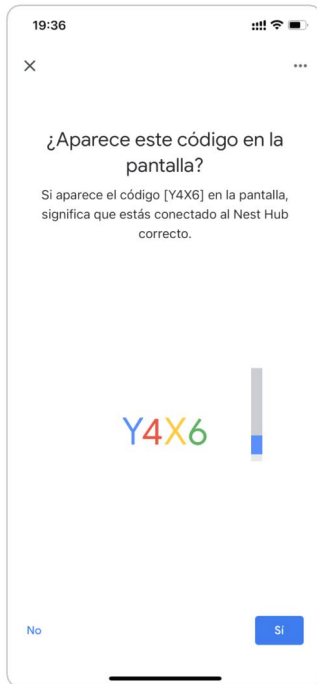 19:36
¿Aparece este código en la
pantalla?
Si aparece el código [Y4X6] en la pantalla,
significa que estás conectado al Nest Hub
correcto.
Y4X6
No
Sí